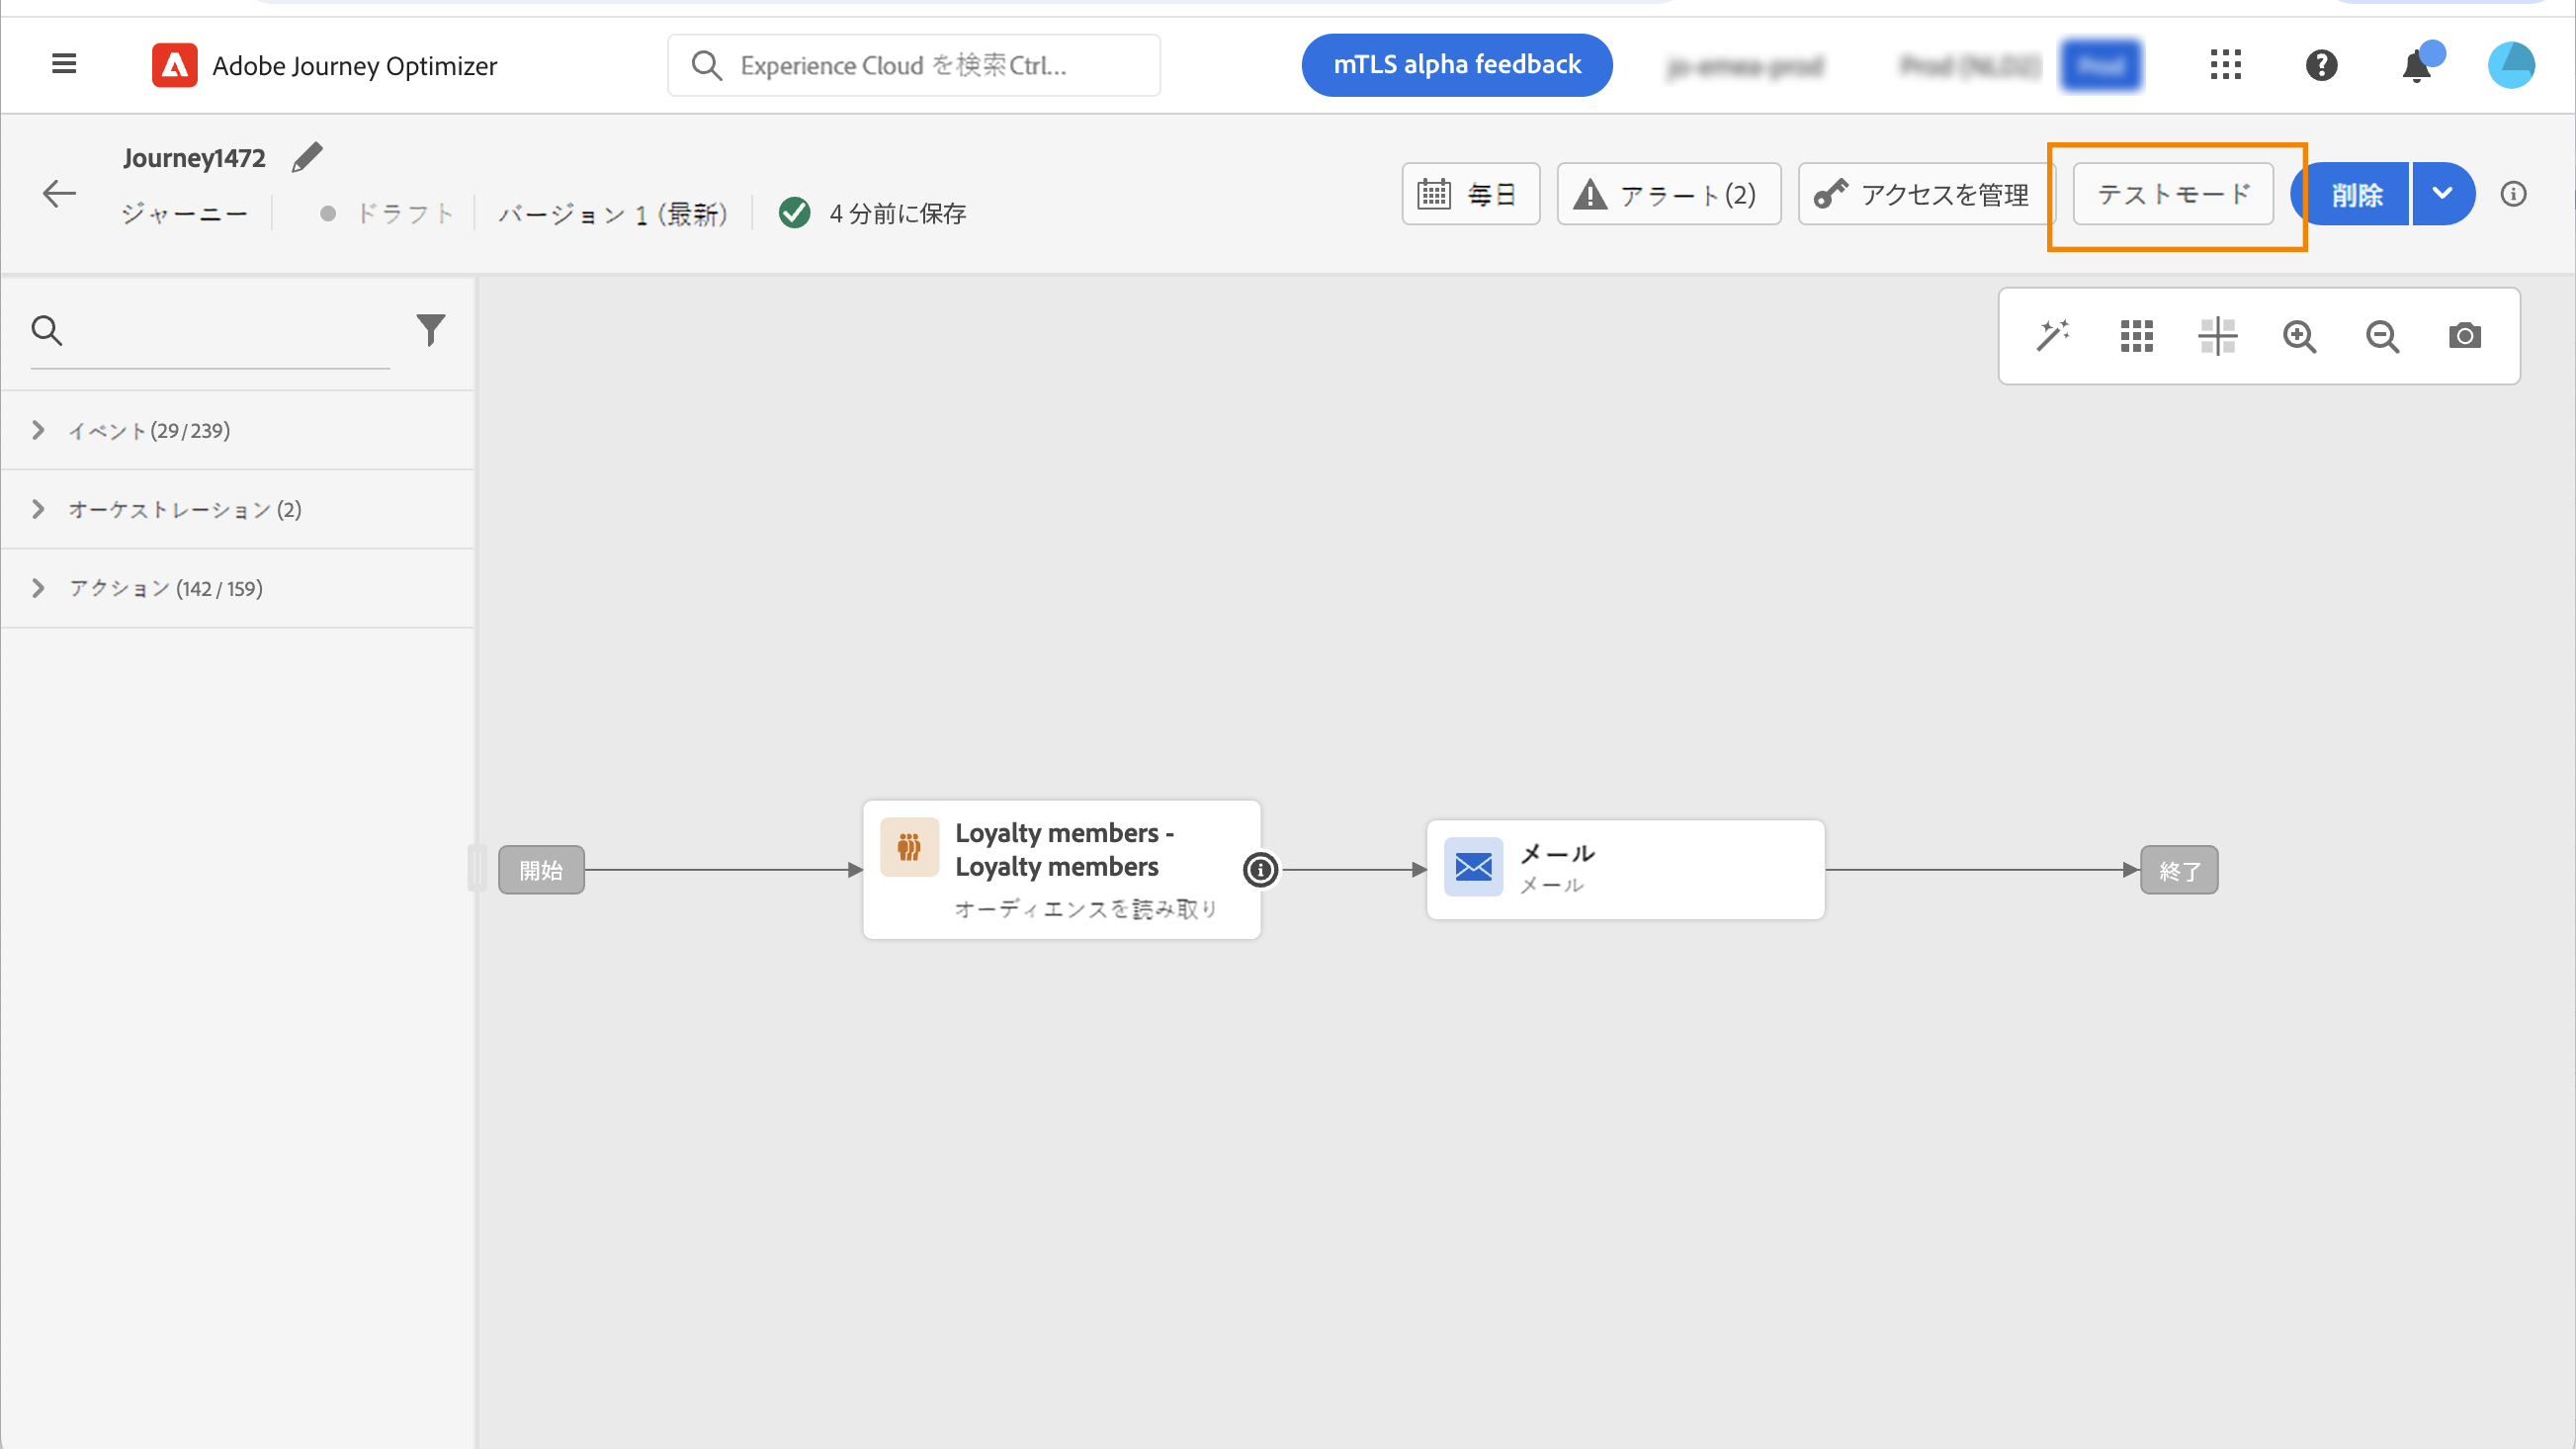 Adobe Journey Optimizer
Experience Cloud を検索Ctrl...
mTLS alpha feedback
Journey1472
ジャーニー
ドラフト
バージョン 1 (最新)
4 分前に保存
毎日
アラート(2)
アクセスを管理
テストモード
削除
イベント(29/239)
オーケストレーション (2)
アクション (142 / 159)
開始
Loyalty members -
Loyalty members
オーディエンスを読み取り
メール
メール
終了